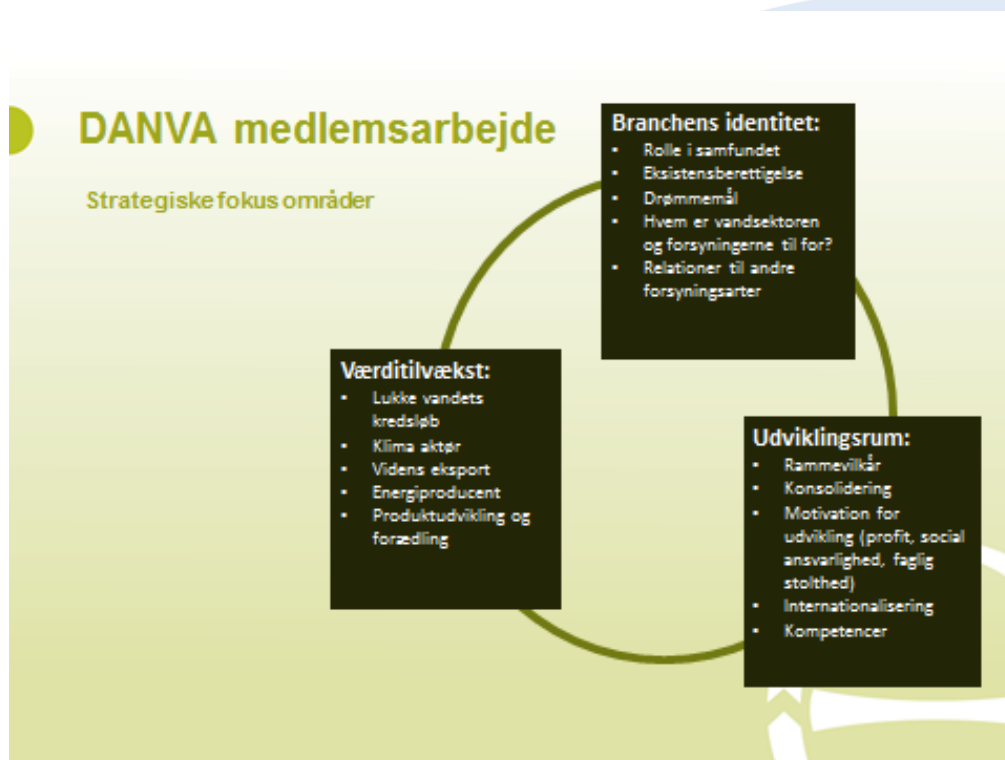 DANVA medlemsarbejde
Strategiske fokus områder
Branchens identitet:
▪ Rolle i samfundet
▪ Eksistensberettigelse
▪ Drømmemål
▪ Hvem er vandsektoren
og forsyningerne til for?
▪ Relationer til andre
forsyningsarter
Værditilvækst:
▪ Lukke vandets
kredsløb
▪ Klima aktør
▪ Videns eksport
▪ Energiproducent
▪ Produktudvikling og
forædling
Udviklingsrum:
▪ Rammevilkår
▪ Konsolidering
▪ Motivation for
udvikling (profit, social
ansvarlighed, faglig
stolthed)
▪ Internationalisering
▪ Kompetencer